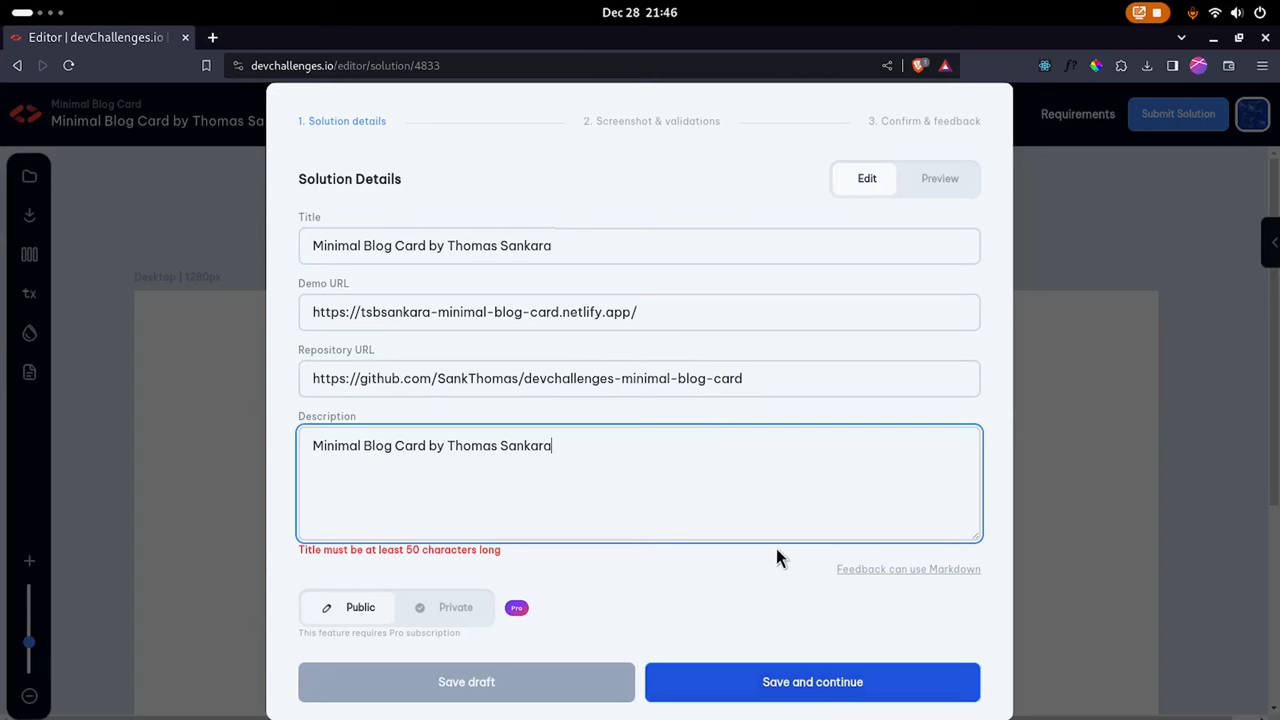 Dec 28 21:46
Editor | devChallenges.io
devchallenges.io/editor/solution/4833
Minimal Blog Card
Minimal Blog Card by Thomas Sa
Requirements
Submit Solution
1. Solution details
2. Screenshot & validations
3. Confirm & feedback
Solution Details
Edit
Preview
Title
Minimal Blog Card by Thomas Sankara
Demo URL
https://tsbsankara-minimal-blog-card.netlify.app/
Desktop | 1280px
Repository URL
https://github.com/SankThomas/devchallenges-minimal-blog-card
Description
Minimal Blog Card by Thomas Sankara
Title must be at least 50 characters long
Feedback can use Markdown
Public
Private
Pro
This feature requires Pro subscription
Save draft
Save and continue